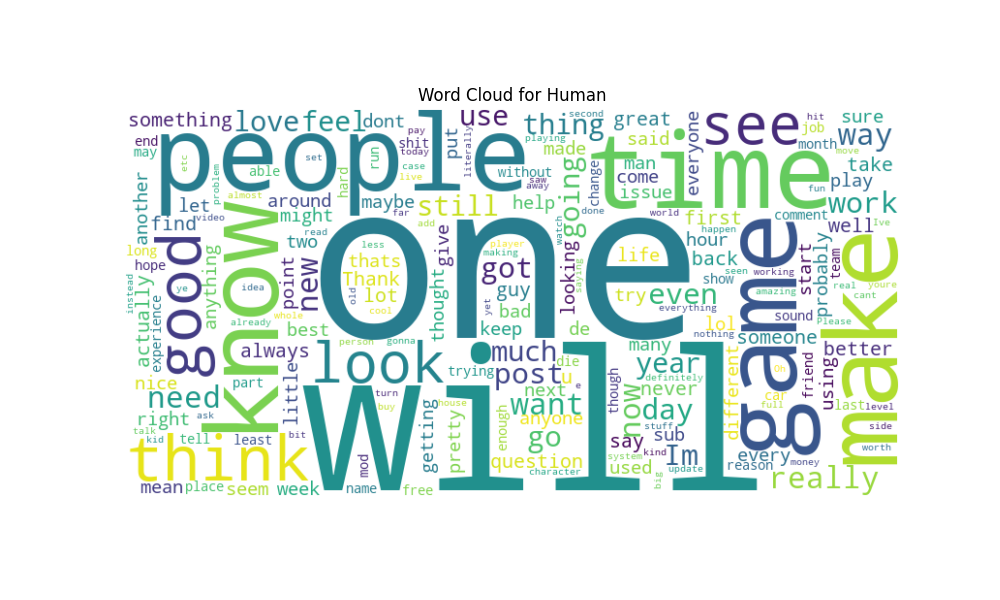 Word Cloud for Human
something
love
feel
dont
pay
shit
today
put
literally
use
second
thing
playing
great
said
made
see
hit
job
sure
month
way
move
end
may
people
etc
set
able
problem
run
hard
case
live
without
saw
away
going
change
time
man
come
issue
everyone
fun
take
play
work
another
let
find
video
almost
around
might
read
maybe
far
still
add
help
done
world
first
happen
comment
well
Ive
long
hope
instead
experience
actually
good
ye
make
anything
know
idea
already
two
point
new
one
less
thats
Thank
lot
old
cool
whole
thought
give
player
making
yet
got
guy
bad
keep
watch
looking
saying
de
life
try
even
everything
nothing
hour
back
show
seen
lol
game
working
amazing
sound
start
probably
team
real
cant
youre
Please
someone
better
nice
need
part
always
best
little
person
gonna
look
trying
much
post
die
u
e
next
many
year
definitely
though
now
never
different
car
Oh
full
friend
using
last
level
make
right
ask
talk
kid
tell
least
bit
think
mean
place
seem
week
Will
turn
buy
mod
name
free
getting
house
pretty
enough
want
anyone
go
question
character
used
say
day
stuff
sub
kind
system
update
big
Im
every
reason
money
side
worth
really